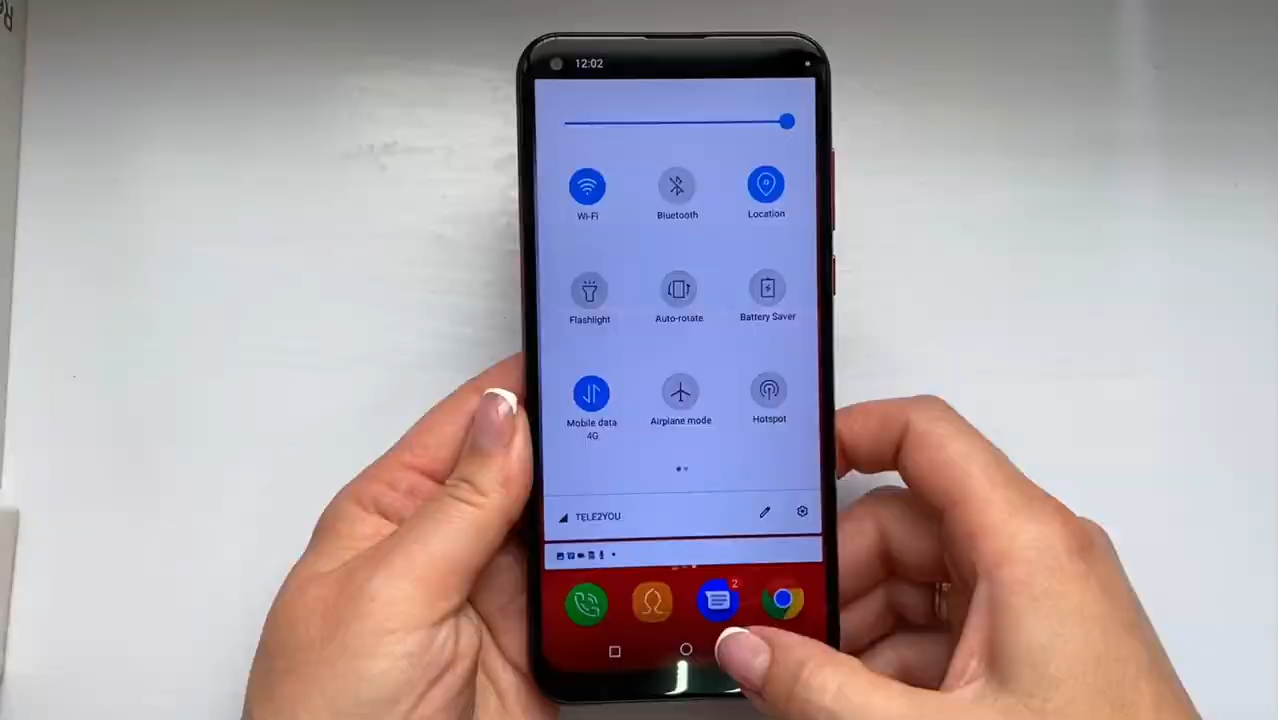 12:02
Wi-Fi
Bluetooth
Location
Flashlight
Auto-rotate
Battery Saver
Mobile data
4G
Airplane mode
Hotspot
TELE2YOU
2